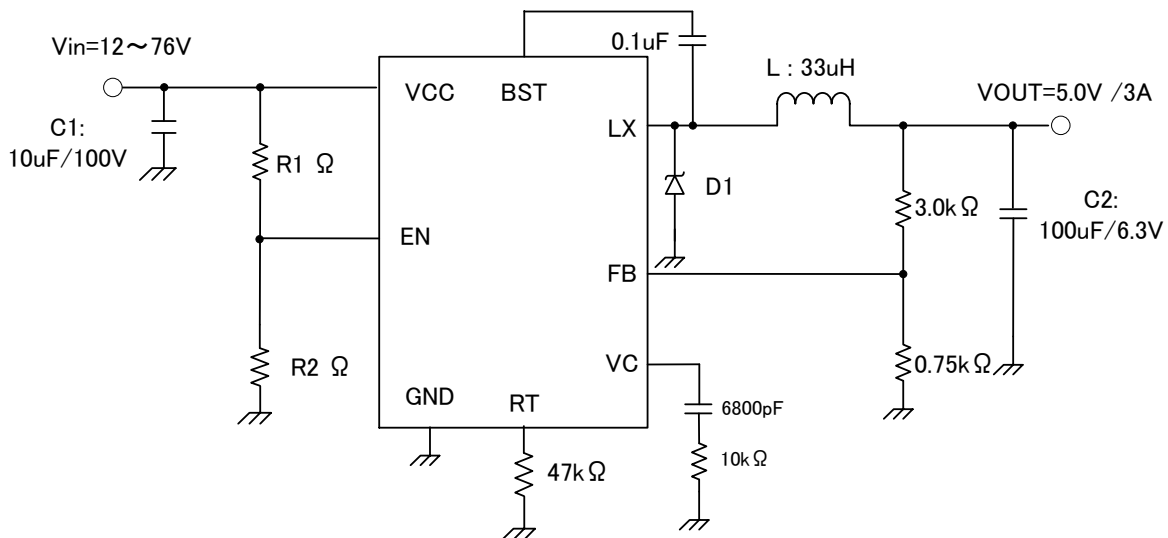 Vin=12～76V
C1:
10uF/100V
R1 Ω
R2 Ω
VCC
BST
LX
EN
FB
VC
GND
RT
0.1uF
L : 33uH
VOUT=5.0V /3A
D1
3.0kΩ
C2:
100uF/6.3V
0.75kΩ
6800pF
10kΩ
47kΩ